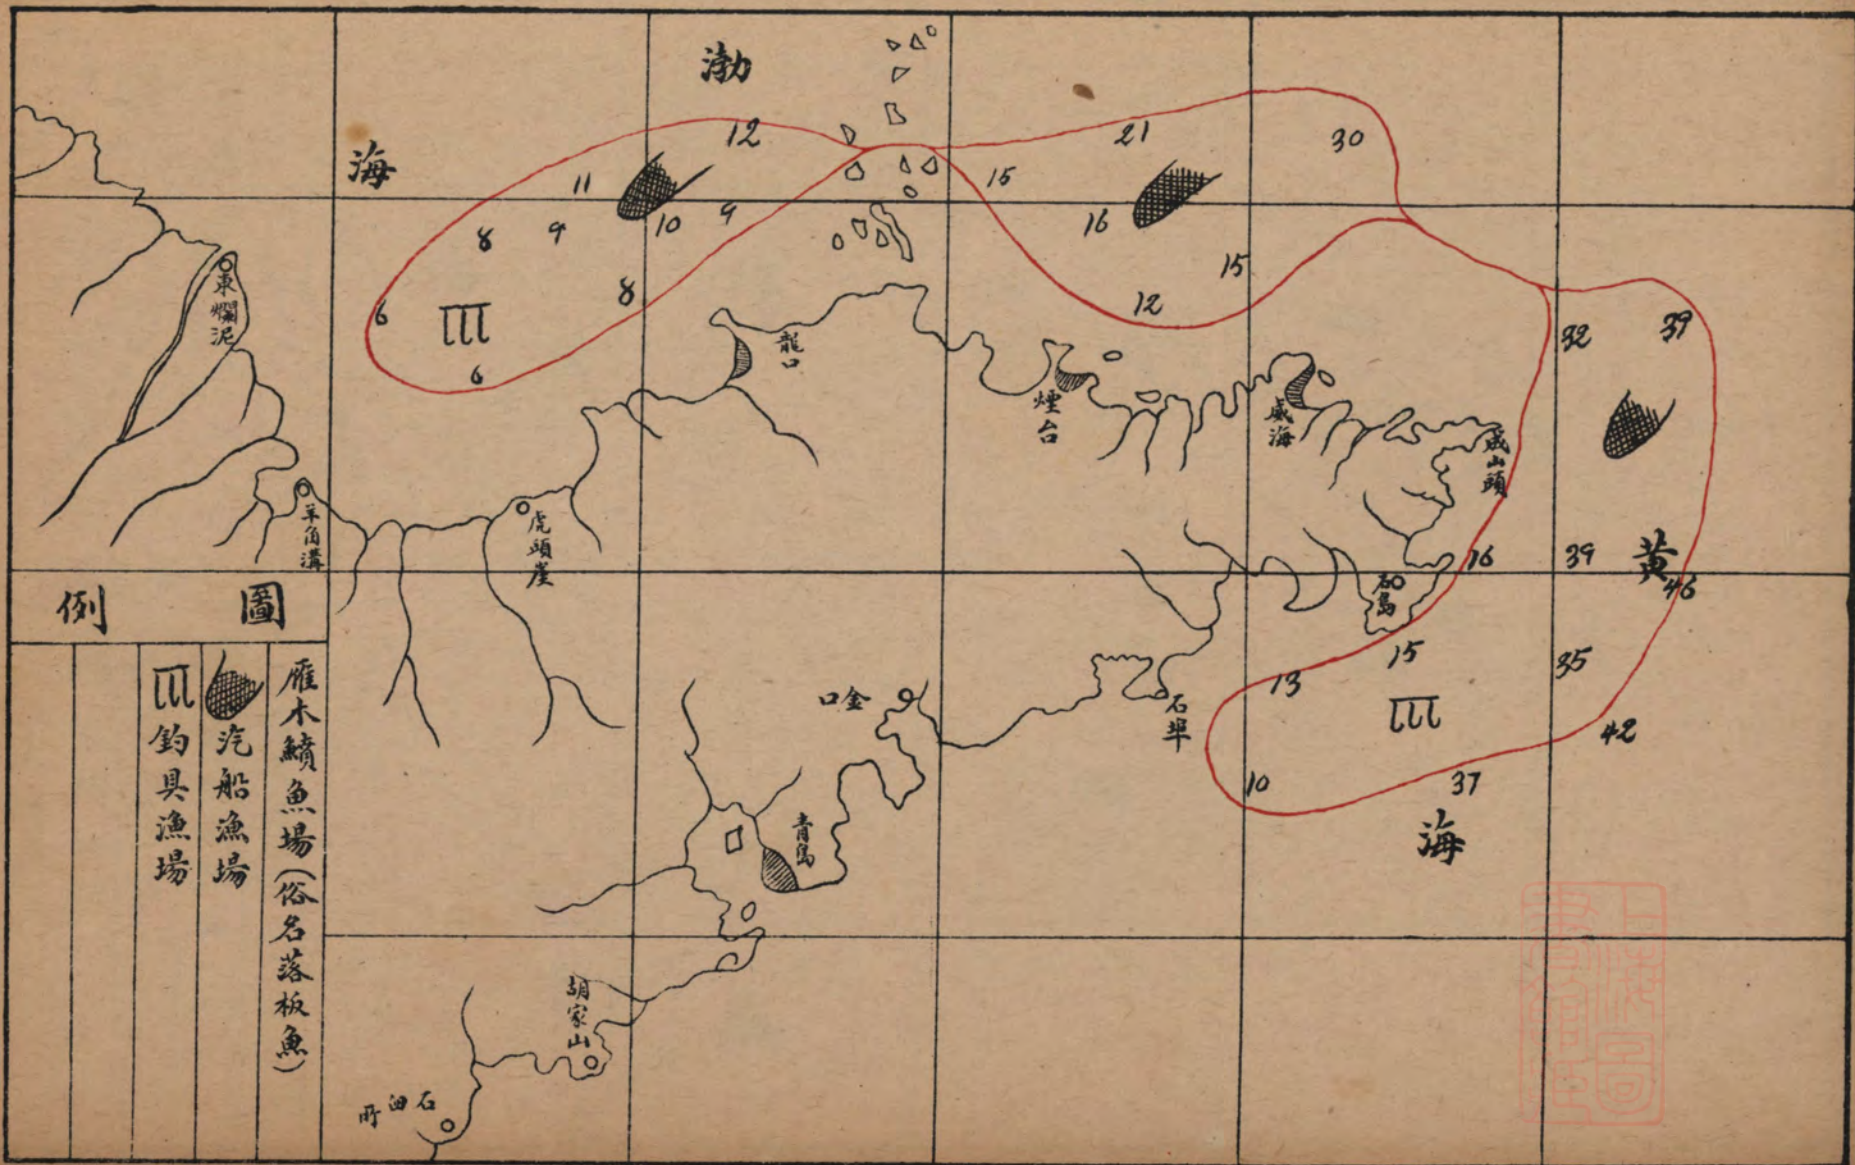 渤
海
12
21
30
11
15
8
9
10
9
16
8
15
12
6
6
東爛泥
龍口
煙台
威海
成山頭
32
39
羊角溝
虎頭崖
16
39
黃
46
石島
圖例
雁木鱝魚場（俗名落板魚）
汽船漁場
釣具漁場
15
35
13
金口
石埠
42
10
37
海
青島
胡家山
石臼所